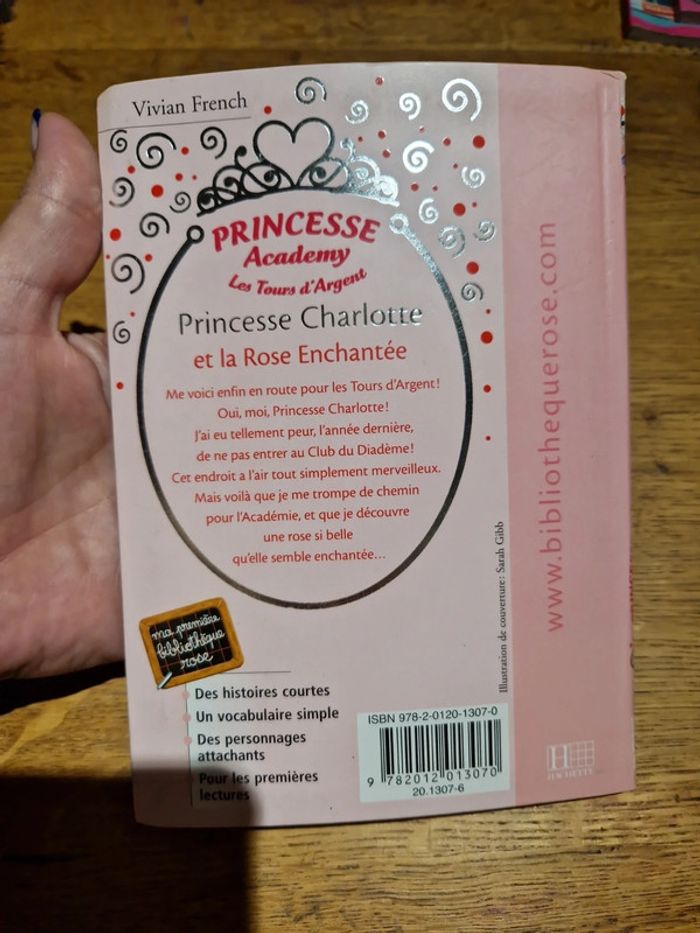 Vivian French
PRINCESSE
Academy
Les Tours d'Argent
Princesse Charlotte
et la Rose Enchantée
Me voici enfin en route pour les Tours d'Argent!
Oui, moi, Princesse Charlotte!
J'ai eu tellement peur, l'année dernière,
de ne pas entrer au Club du Diadème!
Cet endroit a l'air tout simplement merveilleux.
Mais voilà que je me trompe de chemin
pour l'Académie, et que je découvre
une rose si belle
qu'elle semble enchantée...
ma première
bibliothèque
rose
Des histoires courtes
Un vocabulaire simple
Des personnages
attachants
Pour les premières
lectures
Illustration de couverture: Sarah Gibb
ISBN 978-2-0120-1307-0
9 782012 013070
20.1307-6
www.bibliothequerose.com
H
HACHETTE